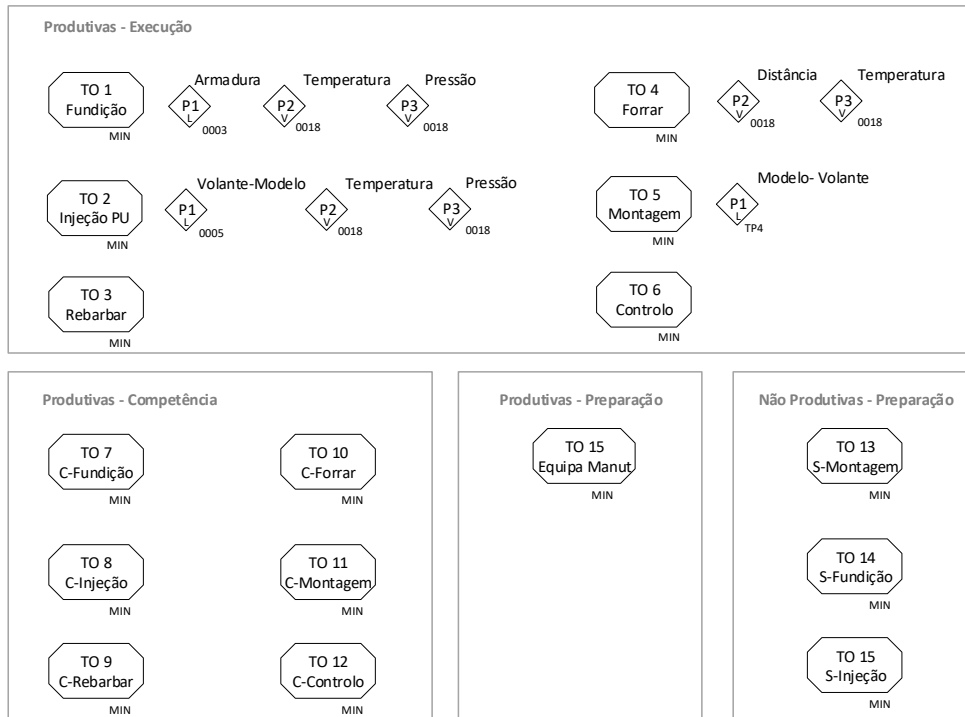 Produtivas - Execução
TO 1
Fundição
MIN
P1
L
0003
Armadura
P2
V
0018
Temperatura
P3
V
0018
Pressão
TO 4
Forrar
MIN
P2
V
0018
Distância
P3
V
0018
Temperatura
TO 2
Injeção PU
MIN
P1
L
0005
Volante-Modelo
P2
V
0018
Temperatura
P3
V
0018
Pressão
TO 5
Montagem
MIN
P1
L
TP4
Modelo- Volante
TO 3
Rebarbar
MIN
TO 6
Controlo
MIN
Produtivas - Competência
TO 7
C-Fundição
MIN
TO 10
C-Forrar
MIN
TO 8
C-Injeção
MIN
TO 11
C-Montagem
MIN
TO 9
C-Rebarbar
MIN
TO 12
C-Controlo
MIN
Produtivas - Preparação
TO 15
Equipa Manut
MIN
Não Produtivas - Preparação
TO 13
S-Montagem
MIN
TO 14
S-Fundição
MIN
TO 15
S-Injeção
MIN